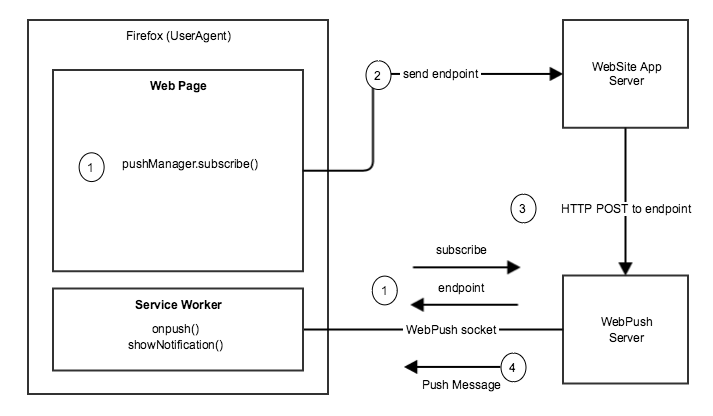 Firefox (UserAgent)
Web Page
1
pushManager.subscribe()
2
send endpoint
WebSite App
Server
3
HTTP POST to endpoint
subscribe
1
endpoint
Service Worker
onpush()
showNotification()
WebPush socket
WebPush
Server
4
Push Message